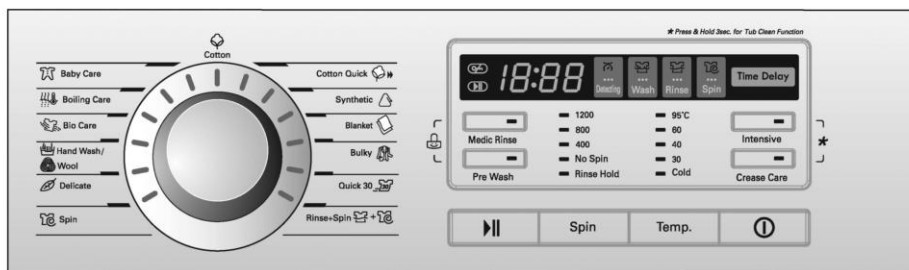 * Press & Hold 3sec. for Tub Clean Function
Cotton
Baby Care
Boiling Care
Bio Care
Hand Wash/
Wool
Delicate
Spin
Cotton Quick
Synthetic
Blanket
Bulky
Quick 30
30
Rinse+Spin
+
18:88
Detecting
Wash
Rinse
Spin
Time Delay
Medic Rinse
Pre Wash
1200
800
400
No Spin
Rinse Hold
95°C
60
40
30
Cold
Intensive
Crease Care
*
Spin
Temp.